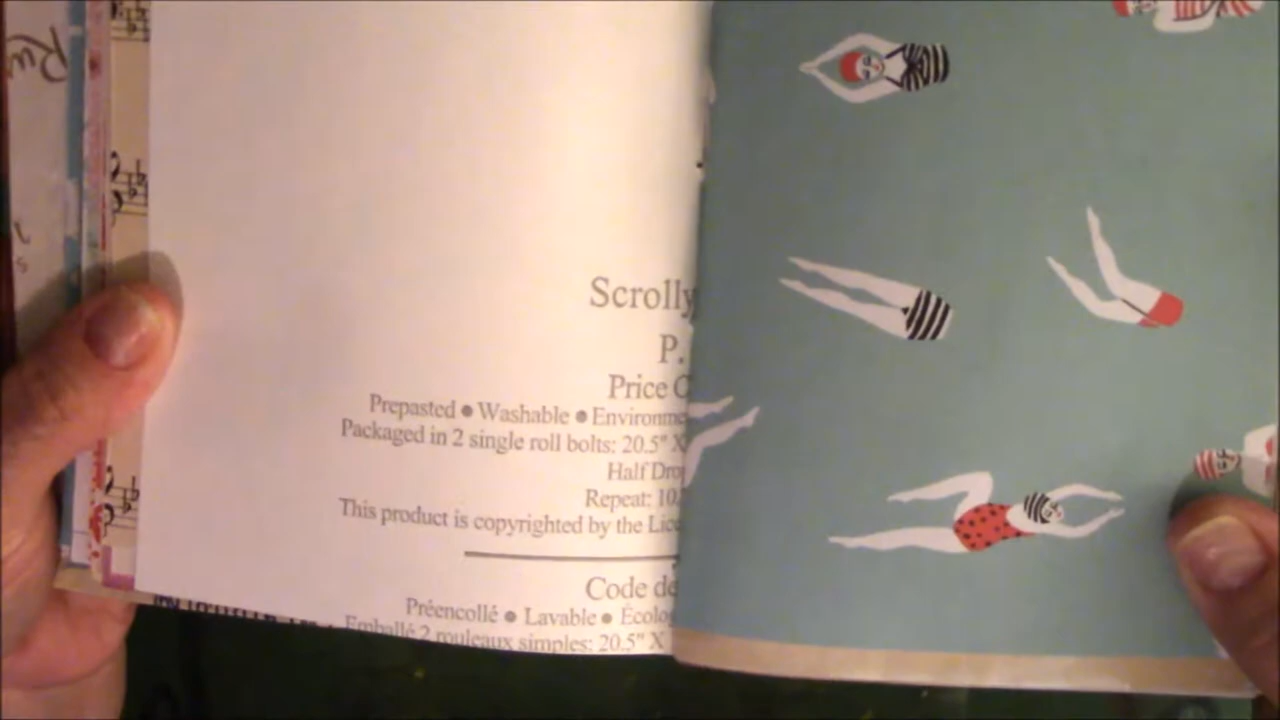 Scrolly
P.
Price C
Prepasted ● Washable ● Environme
Packaged in 2 single roll bolts: 20.5" X
Half Drop
Repeat: 10.
This product is copyrighted by the Lice
Code de
Préencollé ● Lavable ● Écolog
Emballé 2 rouleaux simples: 20.5" X